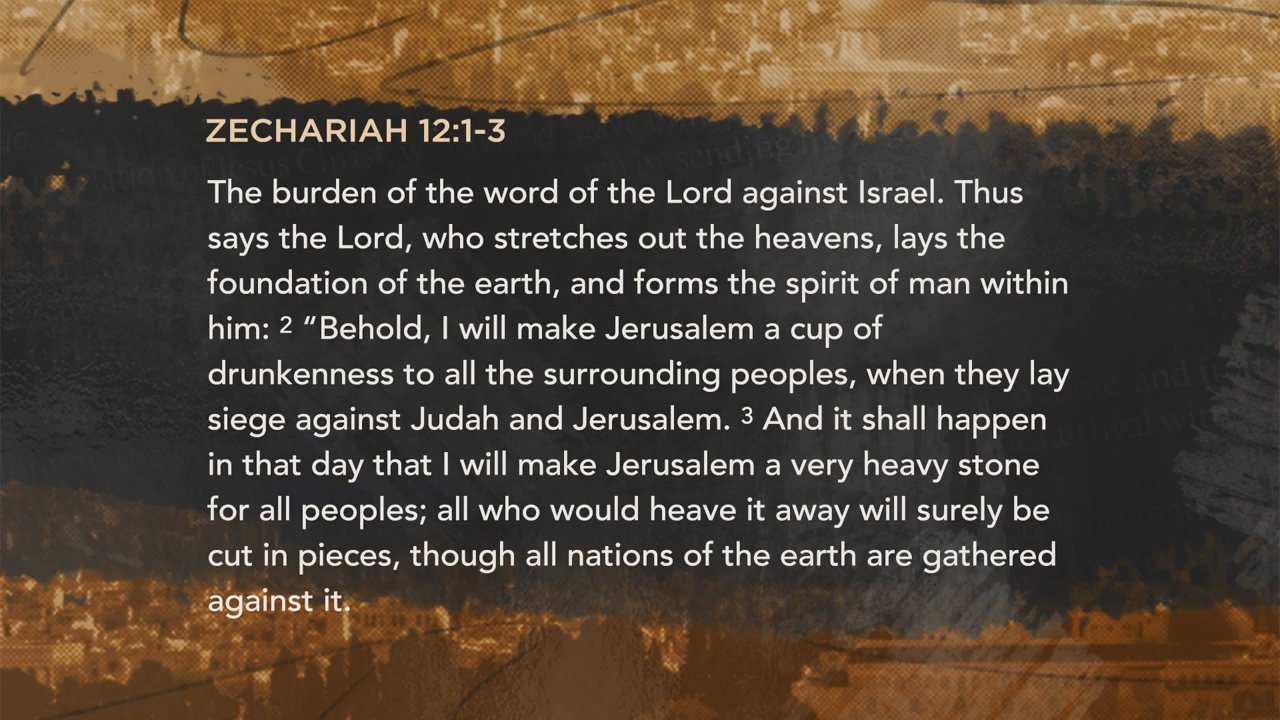 ZECHARIAH 12:1-3
The burden of the word of the Lord against Israel. Thus
says the Lord, who stretches out the heavens, lays the
foundation of the earth, and forms the spirit of man within
him: 2 “Behold, I will make Jerusalem a cup of
drunkenness to all the surrounding peoples, when they lay
siege against Judah and Jerusalem. 3 And it shall happen
in that day that I will make Jerusalem a very heavy stone
for all peoples; all who would heave it away will surely be
cut in pieces, though all nations of the earth are gathered
against it.